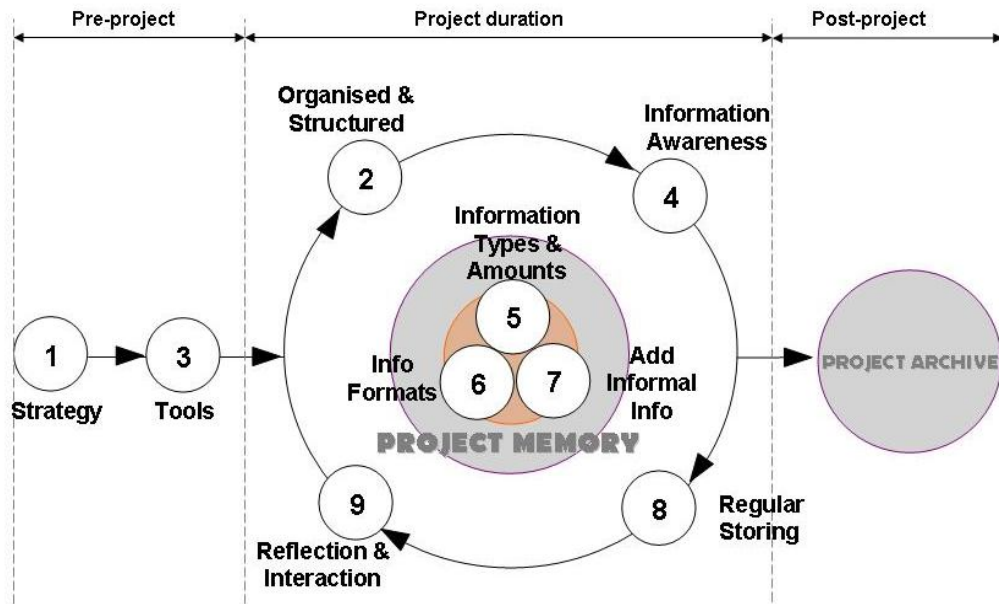 Pre-project
Project duration
Post-project
Organised &
Structured
2
Information
Awareness
4
Information
Types &
Amounts
5
1
Strategy
3
Tools
Info
Formats
6
7
Add
Informal
Info
PROJECT MEMORY
PROJECT ARCHIVE
9
Reflection &
Interaction
8
Regular
Storing